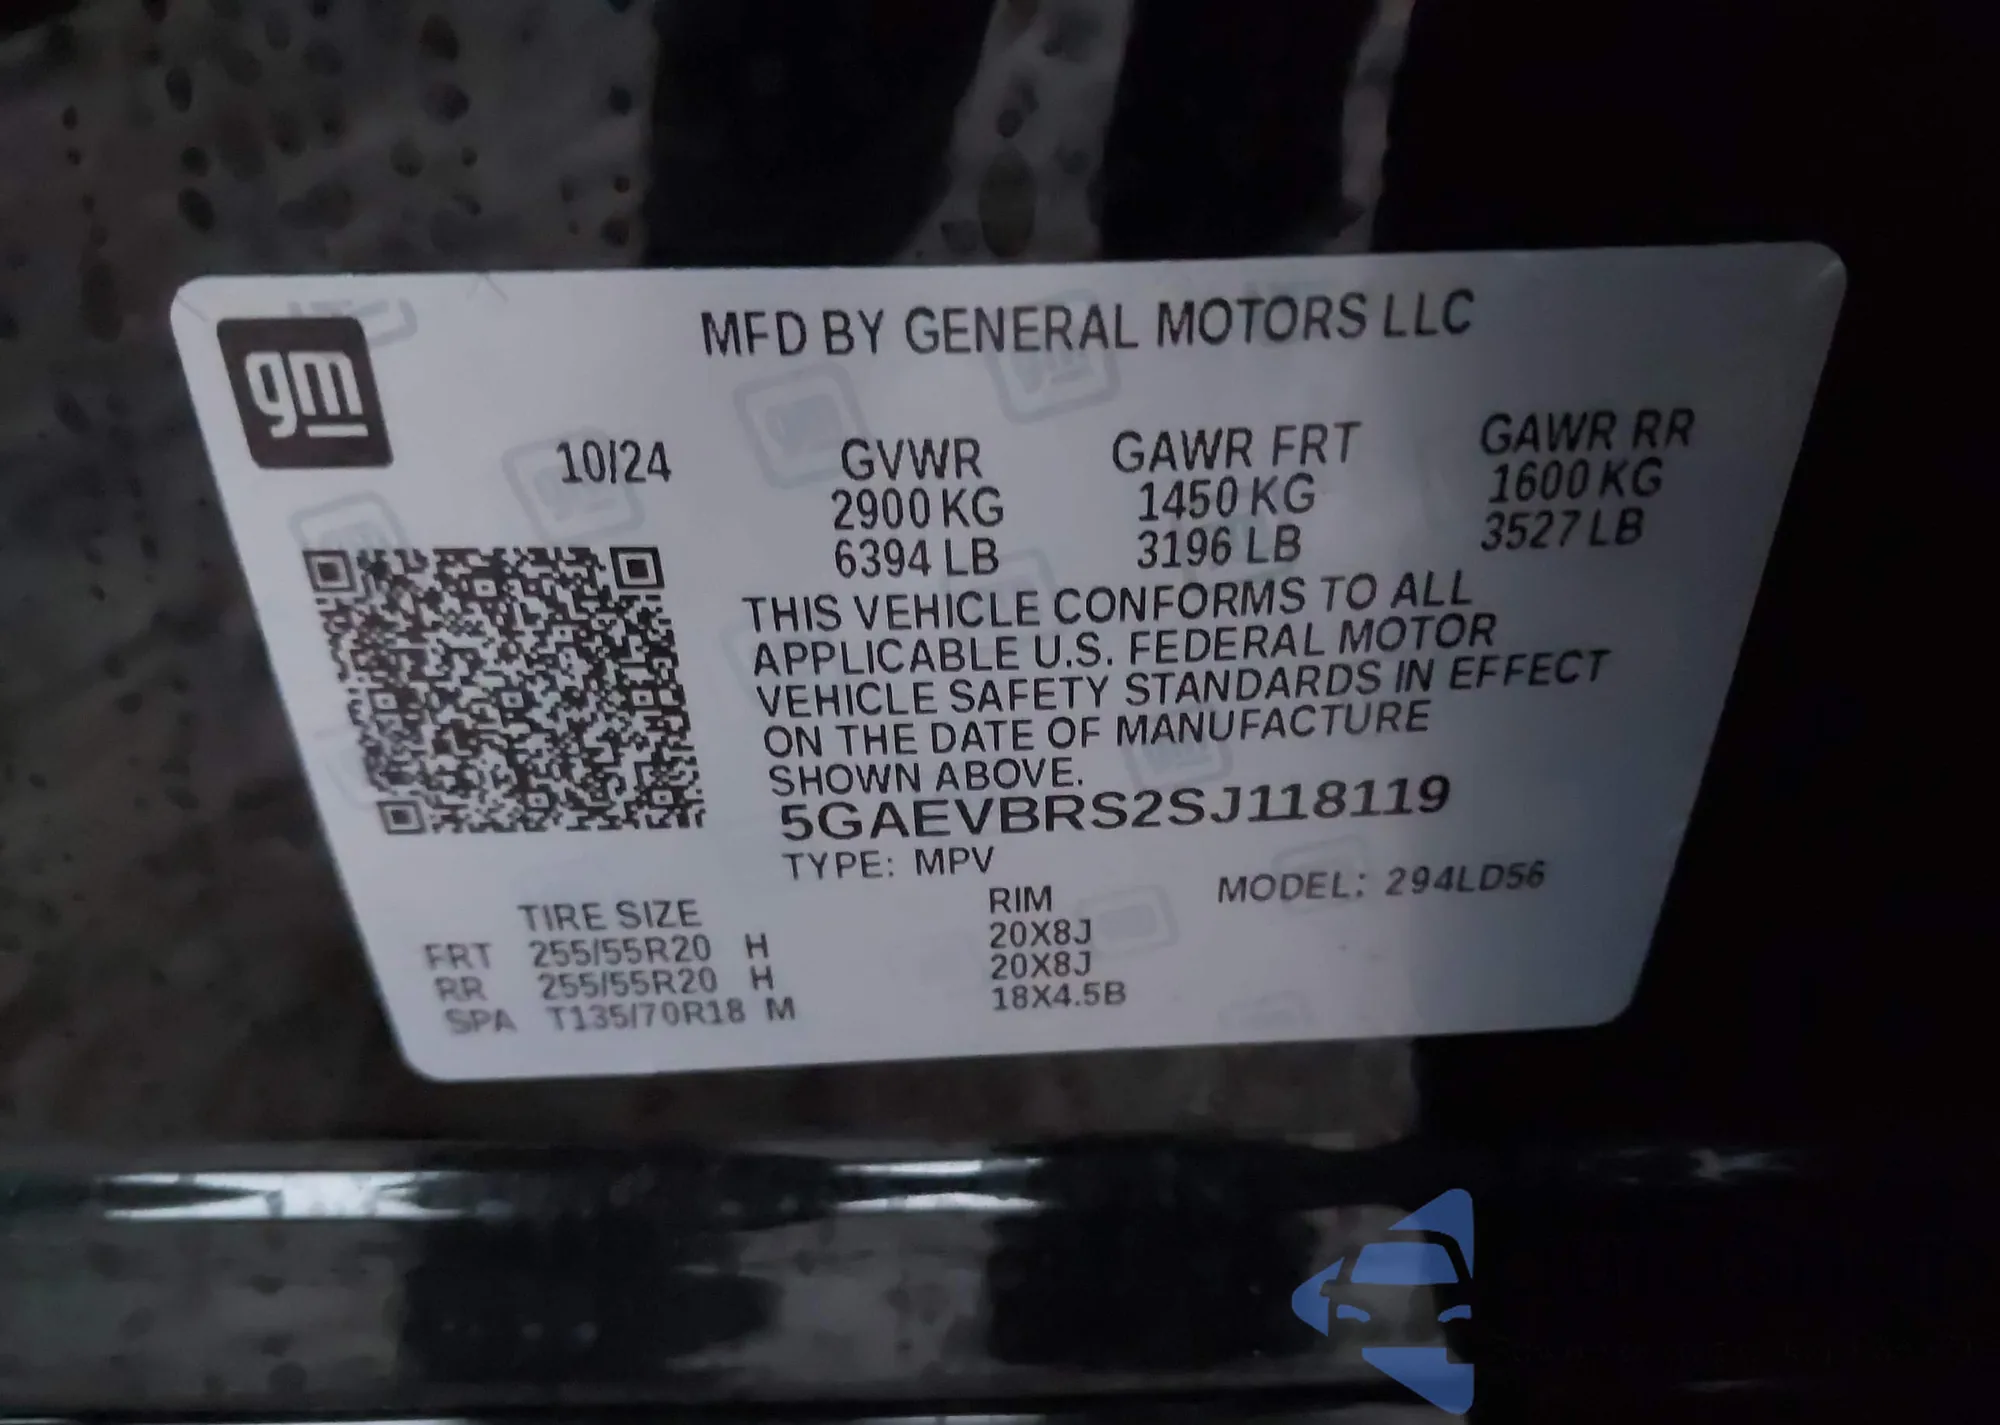 gm
MFD BY GENERAL MOTORS LLC
10/24
GVWR
2900 KG
6394 LB
GAWR FRT
1450 KG
3196 LB
GAWR RR
1600 KG
3527 LB
THIS VEHICLE CONFORMS TO ALL
APPLICABLE U.S. FEDERAL MOTOR
VEHICLE SAFETY STANDARDS IN EFFECT
ON THE DATE OF MANUFACTURE
SHOWN ABOVE.
5GAEVBRS2SJ118119
TYPE: MPV
MODEL: 294LD56
TIRE SIZE RIM
FRT 255/55R20 H 20X8J
RR 255/55R20 H 20X8J
SPA T135/70R18 M 18X4.5B